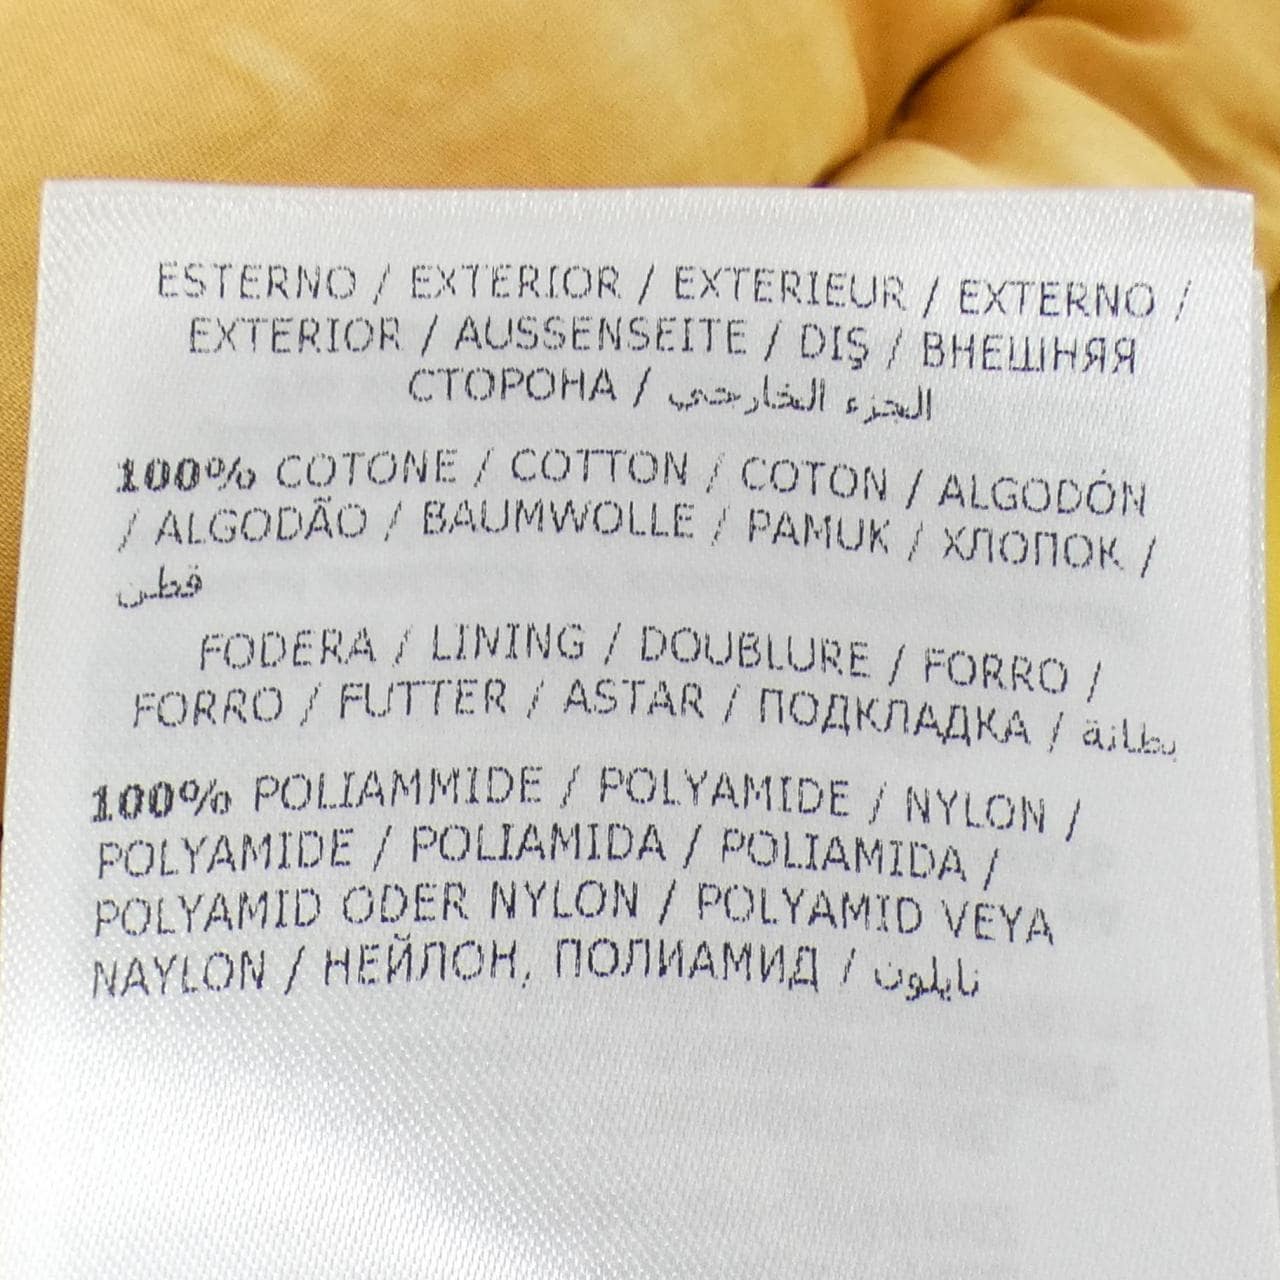 ESTERNO / EXTERIOR / EXTERIEUR / EXTERNO /
EXTERIOR / AUSSENSEITE / DIŞ / ВНЕШНЯЯ
СТОРОНА / الجزء الخارجي
100% COTONE / COTTON / COTON / ALGODÓN
/ ALGODÃO / BAUMWOLLE / PAMUK / ХЛОПОК /
قطن
FODERA / LINING / DOUBLURE / FORRO /
FORRO / FUTTER / ASTAR / ПОДКЛАДКА / بطانة
100% POLIAMMIDE / POLYAMIDE / NYLON /
POLYAMIDE / POLIAMIDA / POLIAMIDA /
POLYAMID ODER NYLON / POLYAMID VEYA
NAYLON / НЕЙЛОН, ПОЛИАМИД / نايلون